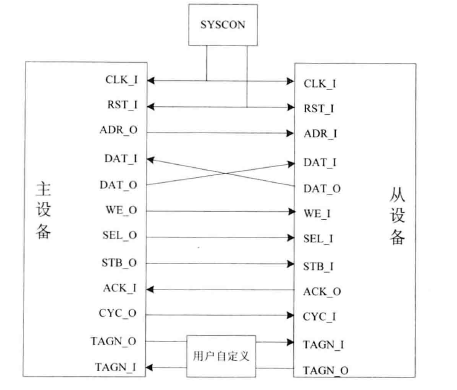 SYSCON
CLK_I
CLK_I
RST_I
RST_I
ADR_O
ADR_I
DAT_I
DAT_I
DAT_O
DAT_O
主设备
从设备
WE_O
WE_I
SEL_O
SEL_I
STB_O
STB_I
ACK_I
ACK_O
CYC_O
CYC_I
TAGN_O
用户自定义
TAGN_I
TAGN_I
TAGN_O